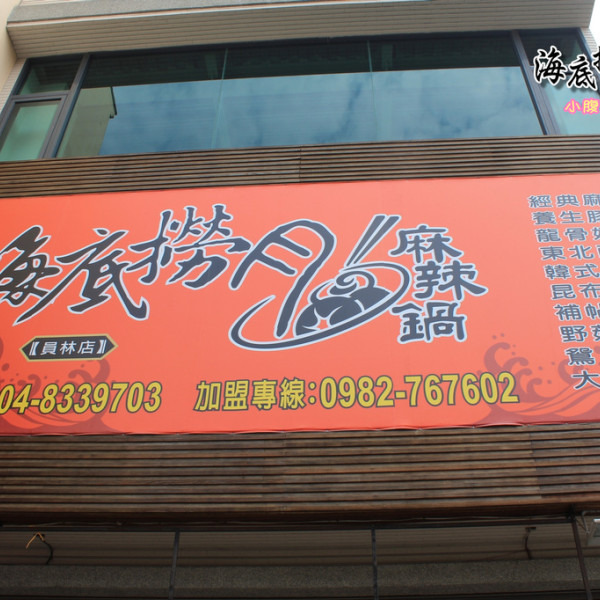 海底撈月 麻辣鍋
【員林店】
04-8339703 加盟專線:0982-767602
經典麻
養生
龍骨
東北
韓式
昆布
補
野
鴛
大
海底
小腹